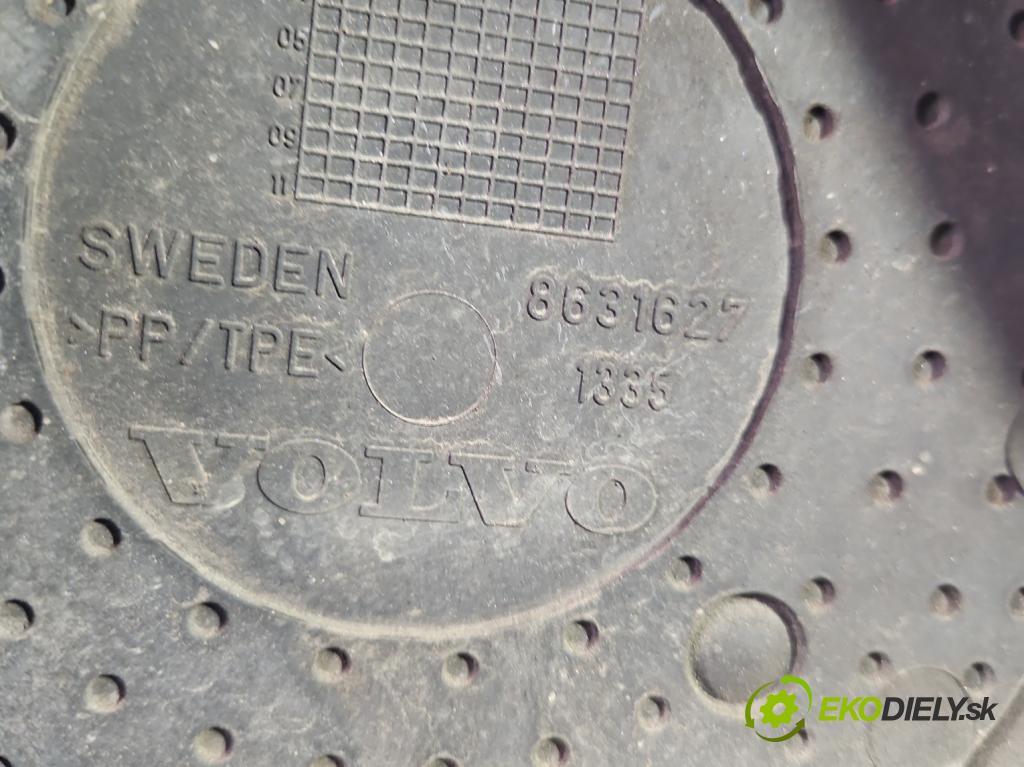 05
07
09
11
SWEDEN
8631627
>PP/TPE<
1335
VOLVO
EKODIELY.sk